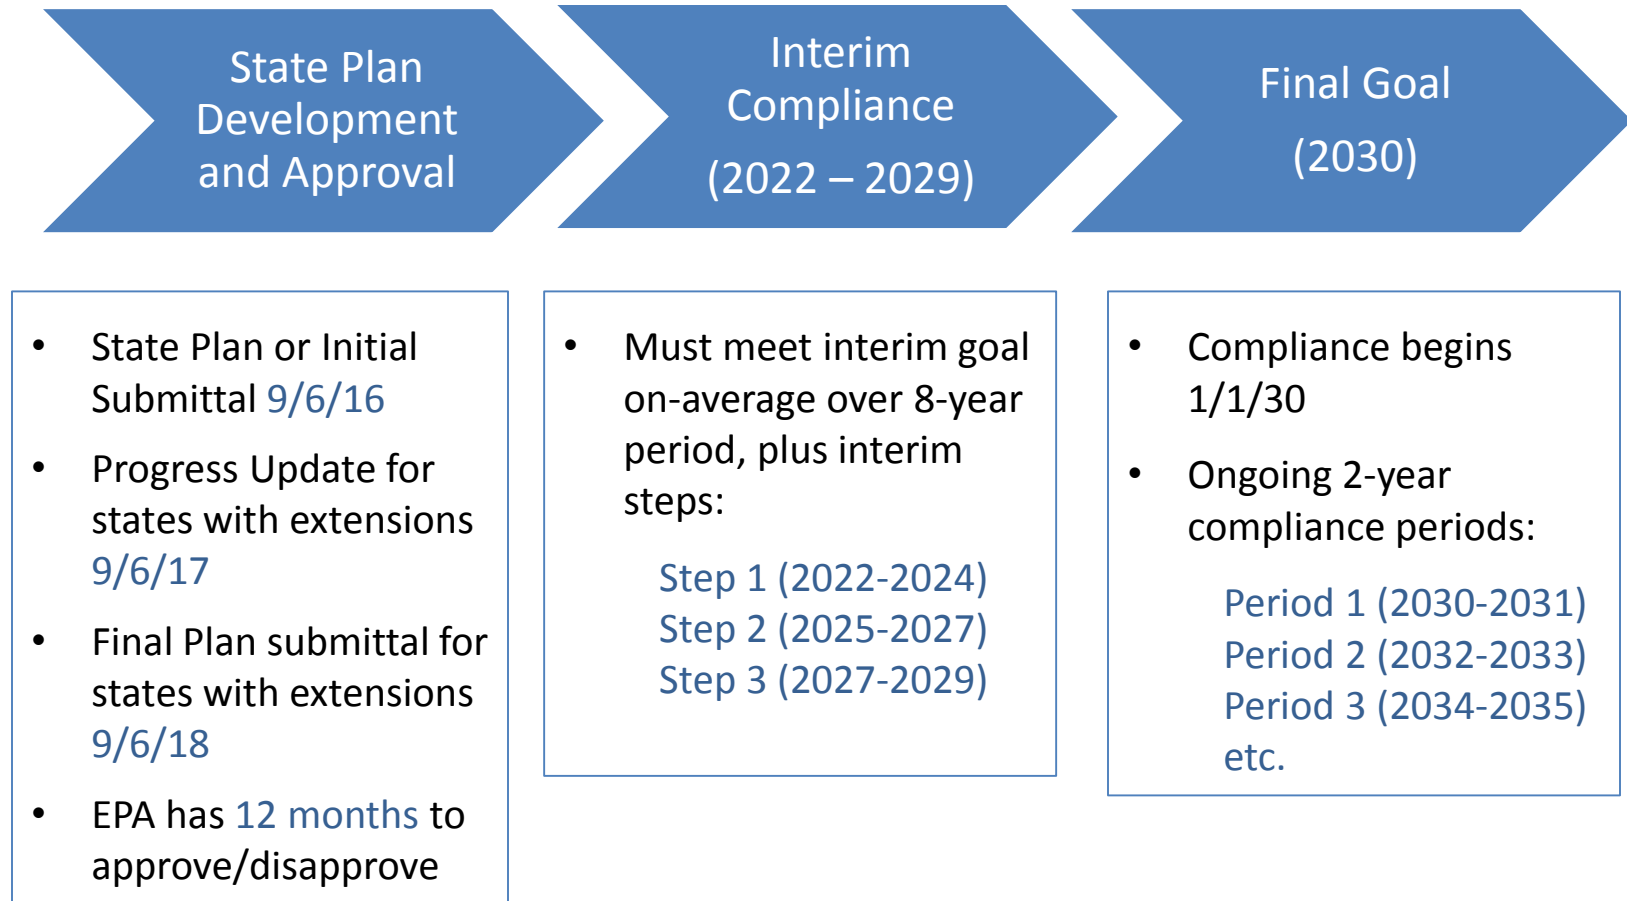 State Plan
Development
and Approval
Interim
Compliance
(2022 – 2029)
Final Goal
(2030)
• State Plan or Initial
Submittal 9/6/16
• Progress Update for
states with extensions
9/6/17
• Final Plan submittal for
states with extensions
9/6/18
• EPA has 12 months to
approve/disapprove
• Must meet interim goal
on-average over 8-year
period, plus interim
steps:
Step 1 (2022-2024)
Step 2 (2025-2027)
Step 3 (2027-2029)
• Compliance begins
1/1/30
• Ongoing 2-year
compliance periods:
Period 1 (2030-2031)
Period 2 (2032-2033)
Period 3 (2034-2035)
etc.